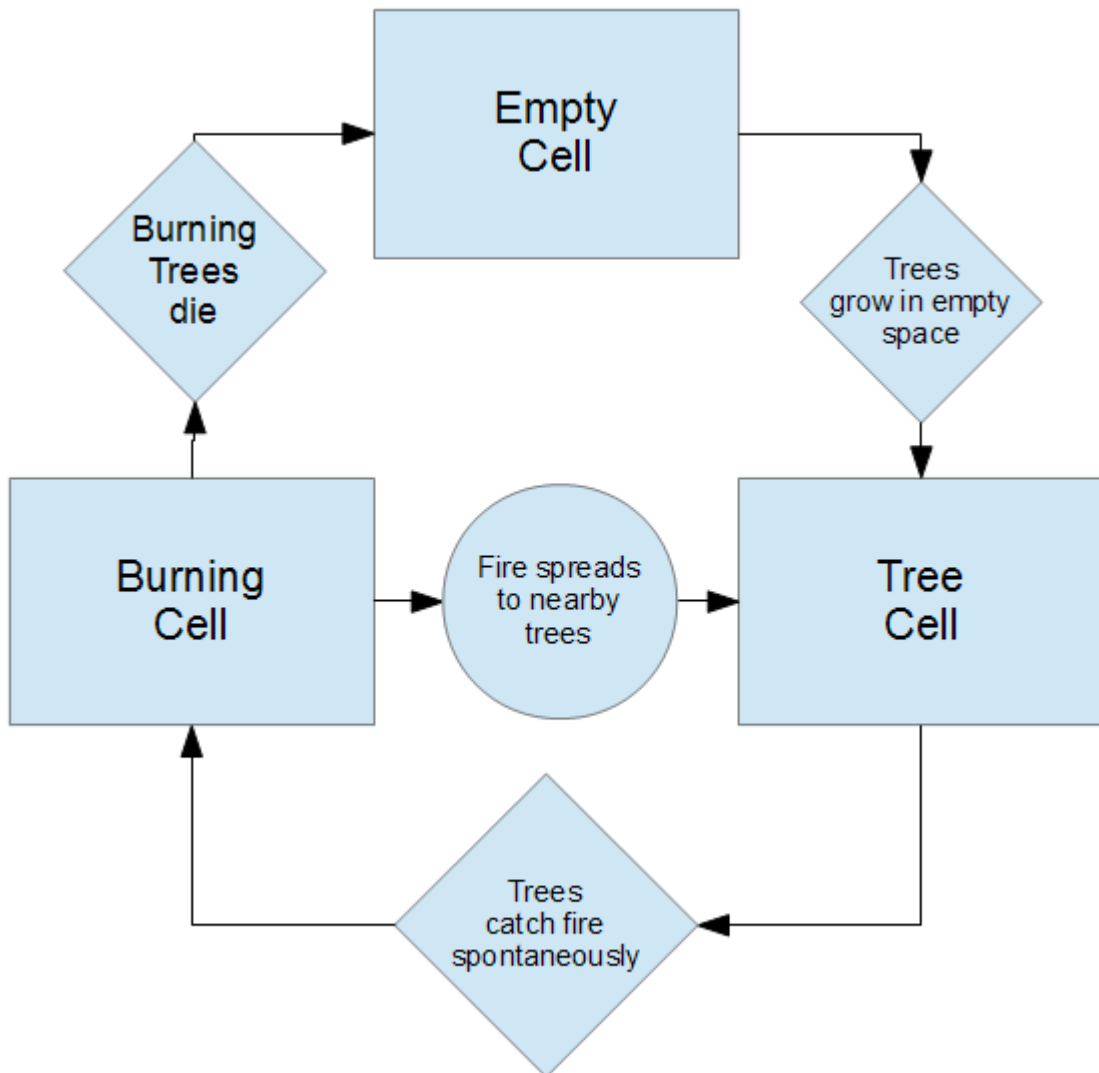 Empty
Cell
Burning
Trees
die
Trees
grow in empty
space
Burning
Cell
Fire spreads
to nearby
trees
Tree
Cell
Trees
catch fire
spontaneously